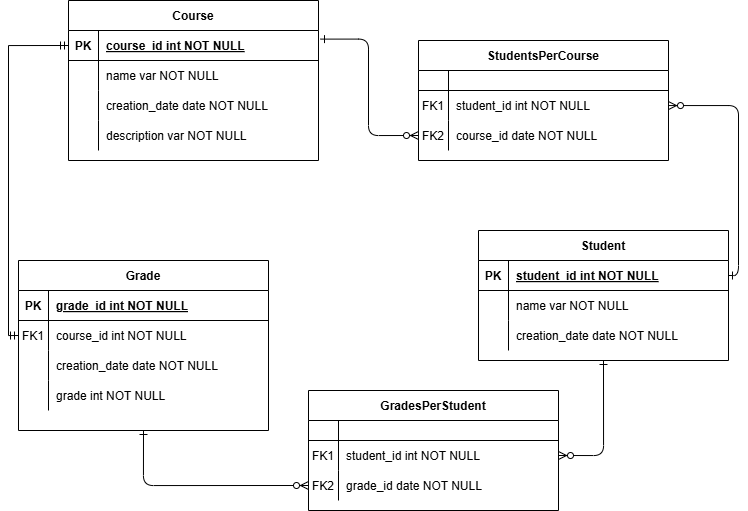 Course
PK course_id int NOT NULL
name var NOT NULL
creation_date date NOT NULL
description var NOT NULL
StudentsPerCourse
FK1 student_id int NOT NULL
FK2 course_id date NOT NULL
Student
PK student_id int NOT NULL
name var NOT NULL
creation_date date NOT NULL
Grade
PK grade_id int NOT NULL
FK1 course_id int NOT NULL
creation_date date NOT NULL
grade int NOT NULL
GradesPerStudent
FK1 student_id int NOT NULL
FK2 grade_id date NOT NULL